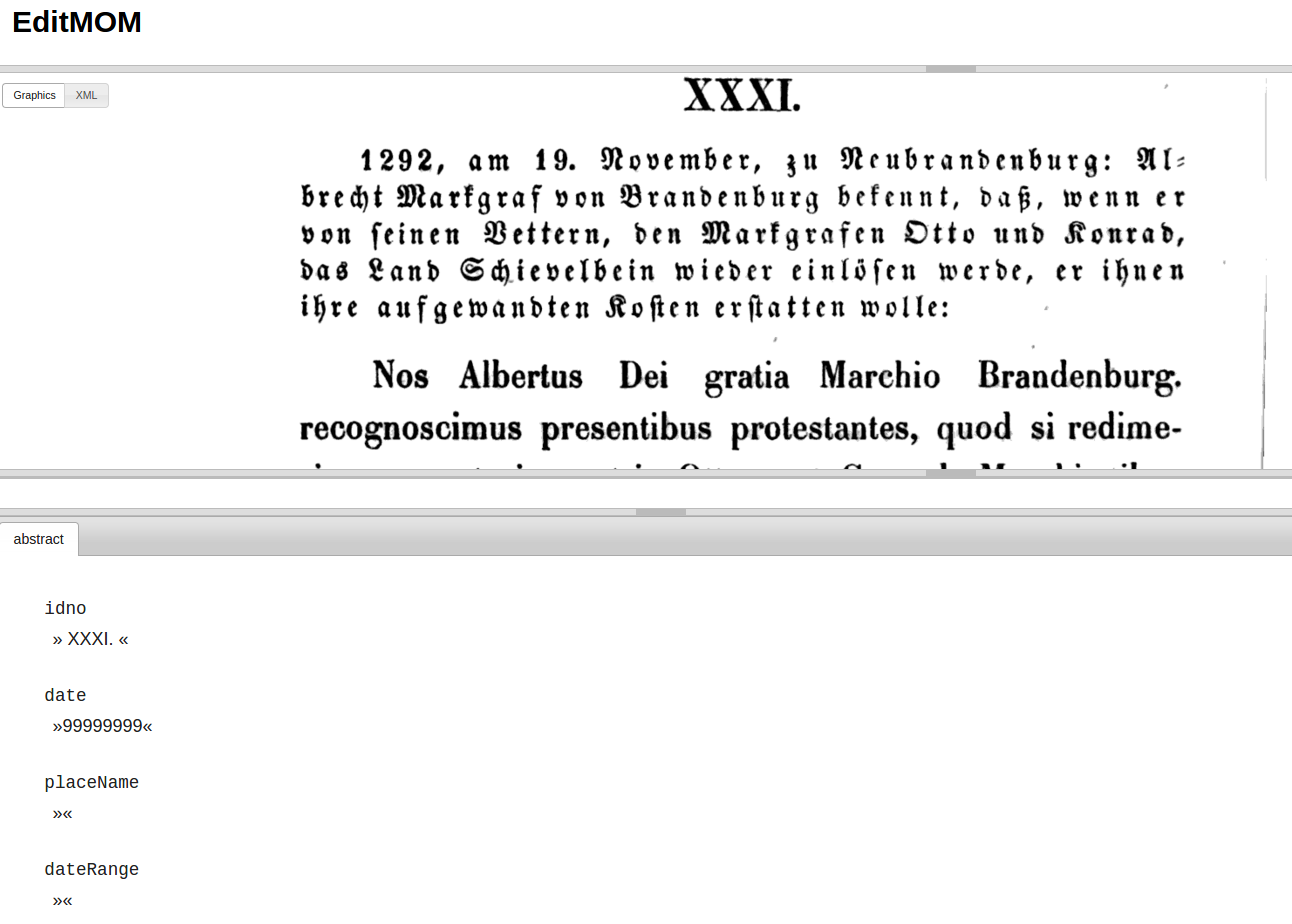 EditMOM
Graphics XML
XXXI.
1292, am 19. November, zu Neubrandenburg: Al⸗
brecht Markgraf von Brandenburg bekennt, daß, wenn er
von ſeinen Vettern, den Markgrafen Otto und Konrad,
das Land Schievelbein wieder einlöſen werde, er ihnen
ihre aufgewandten Koſten erſtatten wolle:
Nos Albertus Dei gratia Marchio Brandenburg.
recognoscimus presentibus protestantes, quod si redime-
abstract
idno
» XXXI. «
date
»99999999«
placeName
»«
dateRange
»«